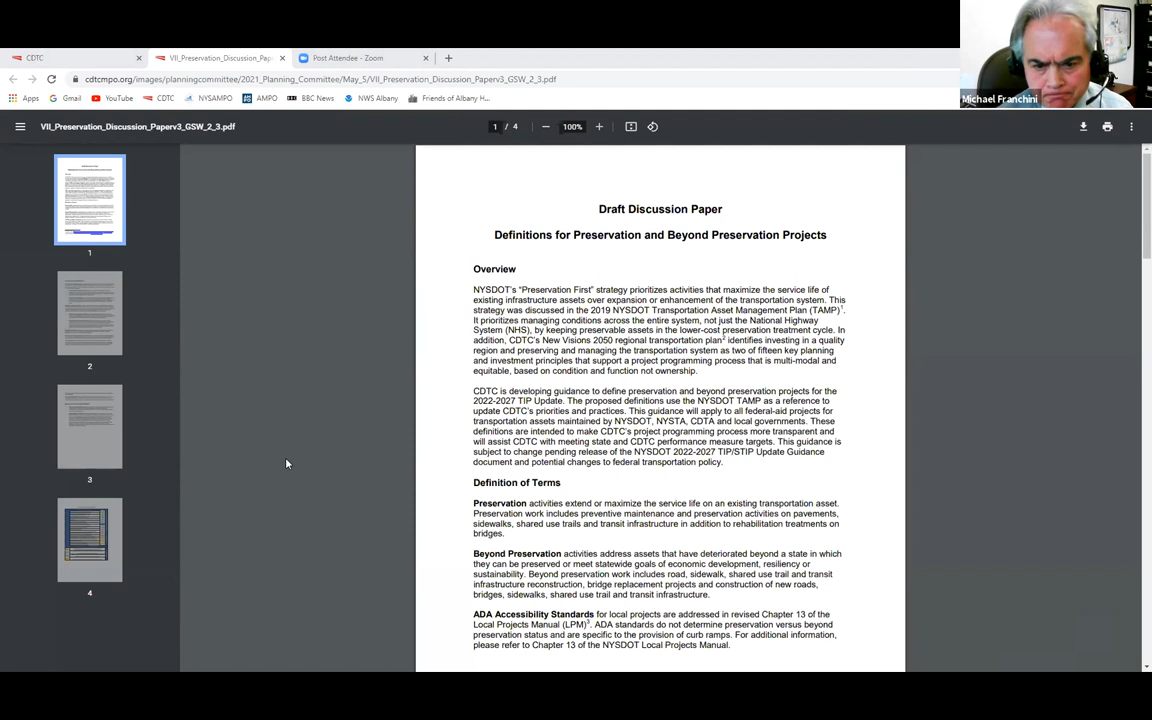 CDTC
VII_Preservation_Discussion_Pape
Post Attendee - Zoom
cdtcmpo.org/images/planningcommittee/2021_Planning_Committee/May_5/VII_Preservation_Discussion_Paperv3_GSW_2_3.pdf
Apps Gmail YouTube CDTC NYSAMPO AMPO BBC News NWS Albany Friends of Albany H...
Michael Franchini
VII_Preservation_Discussion_Paperv3_GSW_2_3.pdf
1 / 4
100%
1
2
3
4
Draft Discussion Paper
Definitions for Preservation and Beyond Preservation Projects
Overview
NYSDOT's “Preservation First” strategy prioritizes activities that maximize the service life of
existing infrastructure assets over expansion or enhancement of the transportation system. This
strategy was discussed in the 2019 NYSDOT Transportation Asset Management Plan (TAMP)1.
It prioritizes managing conditions across the entire system, not just the National Highway
System (NHS), by keeping preservable assets in the lower-cost preservation treatment cycle. In
addition, CDTC's New Visions 2050 regional transportation plan2 identifies investing in a quality
region and preserving and managing the transportation system as two of fifteen key planning
and investment principles that support a project programming process that is multi-modal and
equitable, based on condition and function not ownership.
CDTC is developing guidance to define preservation and beyond preservation projects for the
2022-2027 TIP Update. The proposed definitions use the NYSDOT TAMP as a reference to
update CDTC's priorities and practices. This guidance will apply to all federal-aid projects for
transportation assets maintained by NYSDOT, NYSTA, CDTA and local governments. These
definitions are intended to make CDTC's project programming process more transparent and
will assist CDTC with meeting state and CDTC performance measure targets. This guidance is
subject to change pending release of the NYSDOT 2022-2027 TIP/STIP Update Guidance
document and potential changes to federal transportation policy.
Definition of Terms
Preservation activities extend or maximize the service life on an existing transportation asset.
Preservation work includes preventive maintenance and preservation activities on pavements,
sidewalks, shared use trails and transit infrastructure in addition to rehabilitation treatments on
bridges.
Beyond Preservation activities address assets that have deteriorated beyond a state in which
they can be preserved or meet statewide goals of economic development, resiliency or
sustainability. Beyond preservation work includes road, sidewalk, shared use trail and transit
infrastructure reconstruction, bridge replacement projects and construction of new roads,
bridges, sidewalks, shared use trail and transit infrastructure.
ADA Accessibility Standards for local projects are addressed in revised Chapter 13 of the
Local Projects Manual (LPM)3. ADA standards do not determine preservation versus beyond
preservation status and are specific to the provision of curb ramps. For additional information,
please refer to Chapter 13 of the NYSDOT Local Projects Manual.